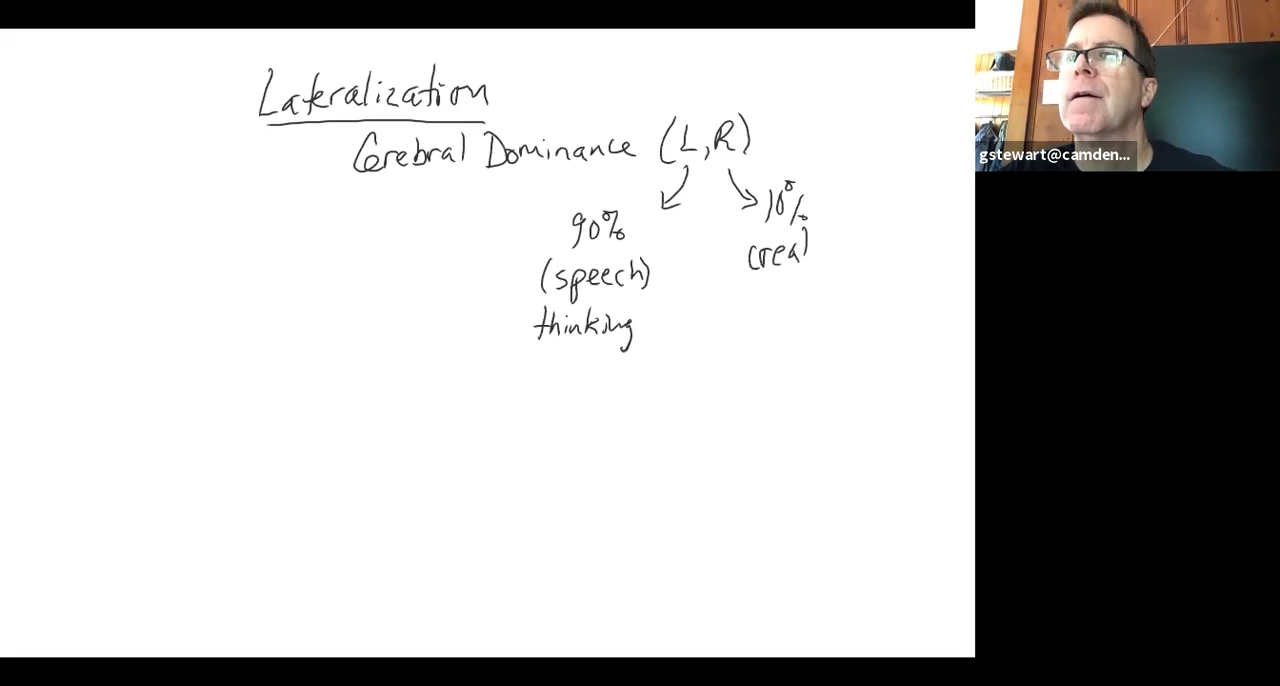 Lateralization
Cerebral Dominance (L,R)
90%
10%
(speech)
(crea
thinking
gstewart@camden...